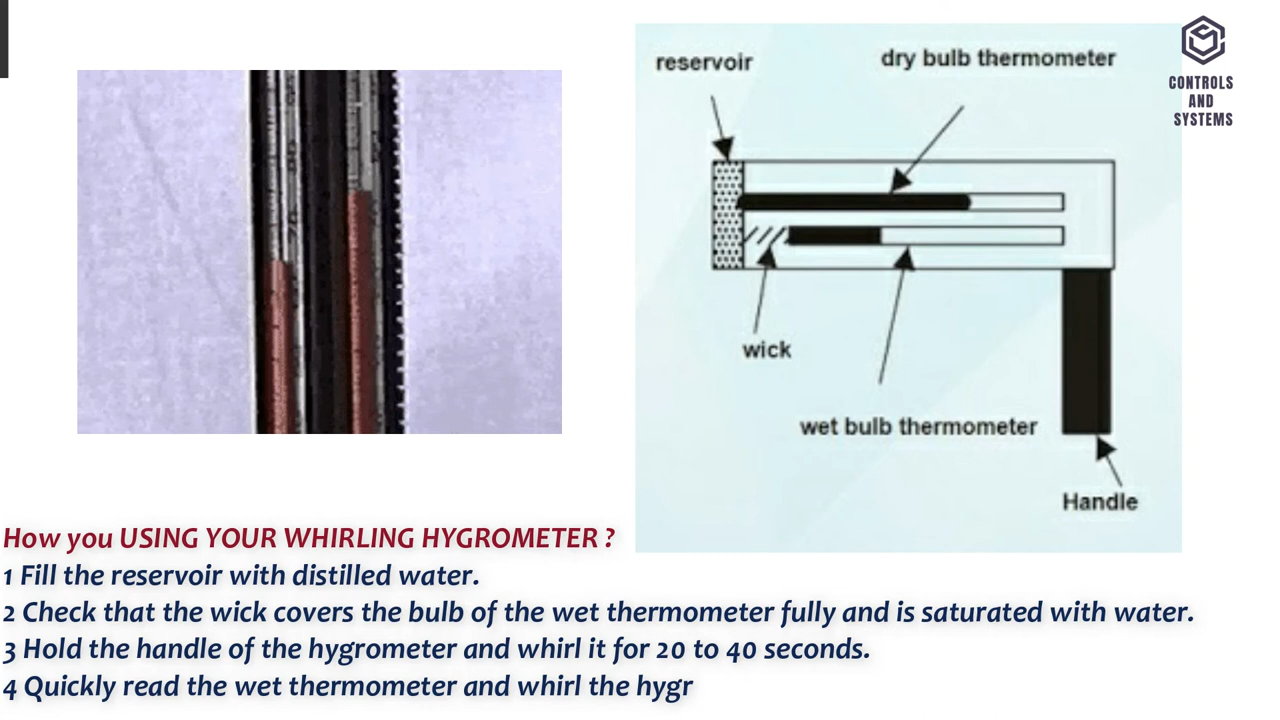 reservoir
dry bulb thermometer
CONTROLS
AND
SYSTEMS
wick
wet bulb thermometer
Handle
How you USING YOUR WHIRLING HYGROMETER ?
1 Fill the reservoir with distilled water.
2 Check that the wick covers the bulb of the wet thermometer fully and is saturated with water.
3 Hold the handle of the hygrometer and whirl it for 20 to 40 seconds.
4 Quickly read the wet thermometer and whirl the hygr